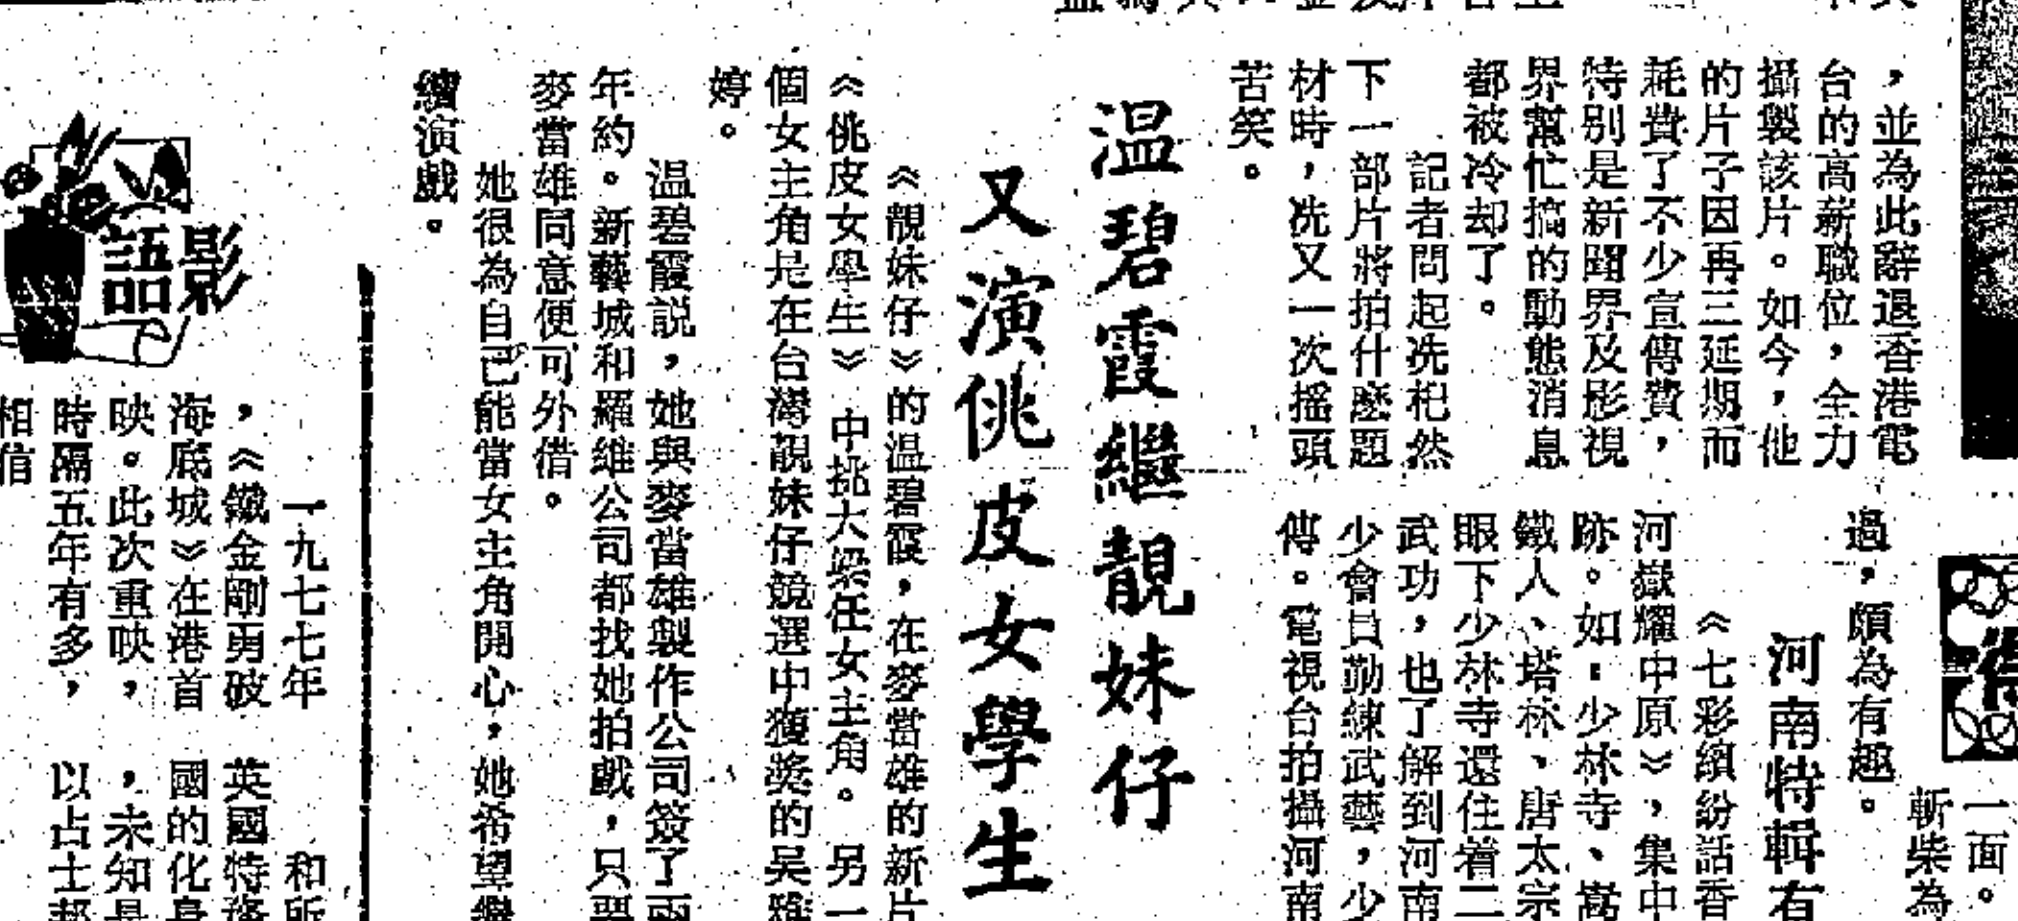 ，並為此辭退香港電
台的高薪職位，全力
攝製該片。如今，他
的片子因再三延期而
耗費了不少宣傳費，
特別是新聞界及影視
界幫忙搞的動態消息
都被冷却了。
記者問起冼杞然
下一部片將拍什麼題
材時，冼又一次搖頭
苦笑。
温碧霞繼靚妹仔
又演佻皮女學生
《靚妹仔》的温碧霞，在麥當雄的新片
《佻皮女學生》中挑大樑任女主角。另一
個女主角是在台灣靚妹仔競選中獲獎的吴雅
婷。
温碧霞説，她與麥當雄製作公司簽了兩
年約。新藝城和羅維公司都找她拍戲，只要
麥當雄同意便可外借。
她很為自己能當女主角開心，她希望繼
續演戲。
一面。
斬柴為
過，頗為有趣。
河南特輯有
《七彩繽紛話香
河嶽耀中原》，集中
跡。如：少林寺、嵩
鐵人、塔林、唐太宗
眼下少林寺還住着二
武功，也了解到河南
少會員勤練武藝，少
傳。電視台拍攝河南
影語
一九七七年
，《鐵金剛勇破
海底城》在港首
映。此次重映，
時隔五年有多，
相信
和所
英國特務
國的化身
，未知是
以占士邦